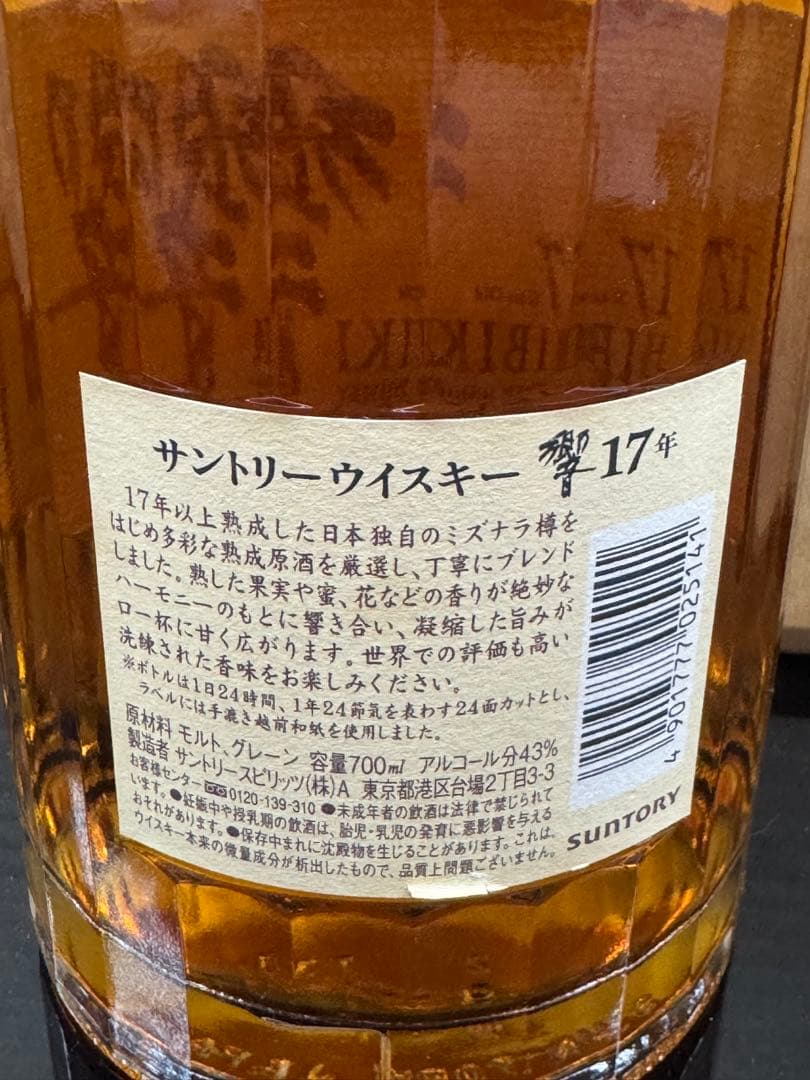 サントリーウイスキー 響 17年
17年以上熟成した日本独自のミズナラ樽を
はじめ多彩な熟成原酒を厳選し、丁寧にブレンド
しました。熟した果実や蜜、花などの香りが絶妙な
ハーモニーのもとに響き合い、凝縮した旨みが
口一杯に甘く広がります。世界での評価も高い
洗練された香味をお楽しみください。
※ボトルは1日24時間、1年24節気を表わす24面カットとし、
ラベルには手漉き越前和紙を使用しました。
原材料 モルト、グレーン 容量700ml アルコール分43%
製造者 サントリースピリッツ(株)A 東京都港区台場2丁目3-3
お客様センター 0120-139-310 ●未成年者の飲酒は法律で禁じられて
います。●妊娠中や授乳期の飲酒は、胎児・乳児の発育に悪影響を与える
おそれがあります。●保存中まれに沈殿物を生じることがあります。これは、
ウイスキー本来の微量成分が析出したもので、品質上問題ございません。
4 901777 025141
SUNTORY